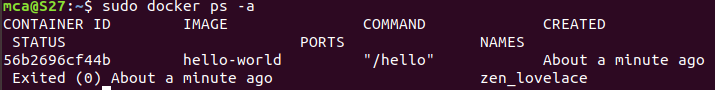 mca@S27:~$ sudo docker ps -a
CONTAINER ID        IMAGE               COMMAND             CREATED
 STATUS                         PORTS               NAMES
56b2696cf44b        hello-world         "/hello"            About a minute ago
 Exited (0) About a minute ago                      zen_lovelace